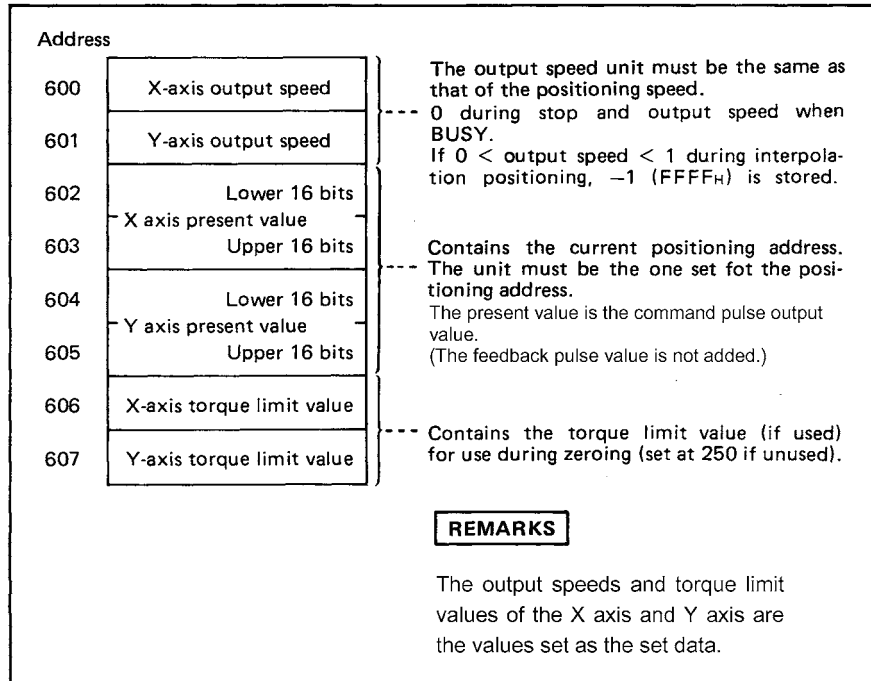 Address
600 X-axis output speed
601 Y-axis output speed
The output speed unit must be the same as
that of the positioning speed.
0 during stop and output speed when
BUSY.
If 0 < output speed < 1 during interpola-
tion positioning, −1 (FFFFH) is stored.
602 Lower 16 bits
X axis present value
603 Upper 16 bits
604 Lower 16 bits
Y axis present value
605 Upper 16 bits
Contains the current positioning address.
The unit must be the one set fot the posi-
tioning address.
The present value is the command pulse output
value.
(The feedback pulse value is not added.)
606 X-axis torque limit value
607 Y-axis torque limit value
Contains the torque limit value (if used)
for use during zeroing (set at 250 if unused).
REMARKS
The output speeds and torque limit
values of the X axis and Y axis are
the values set as the set data.